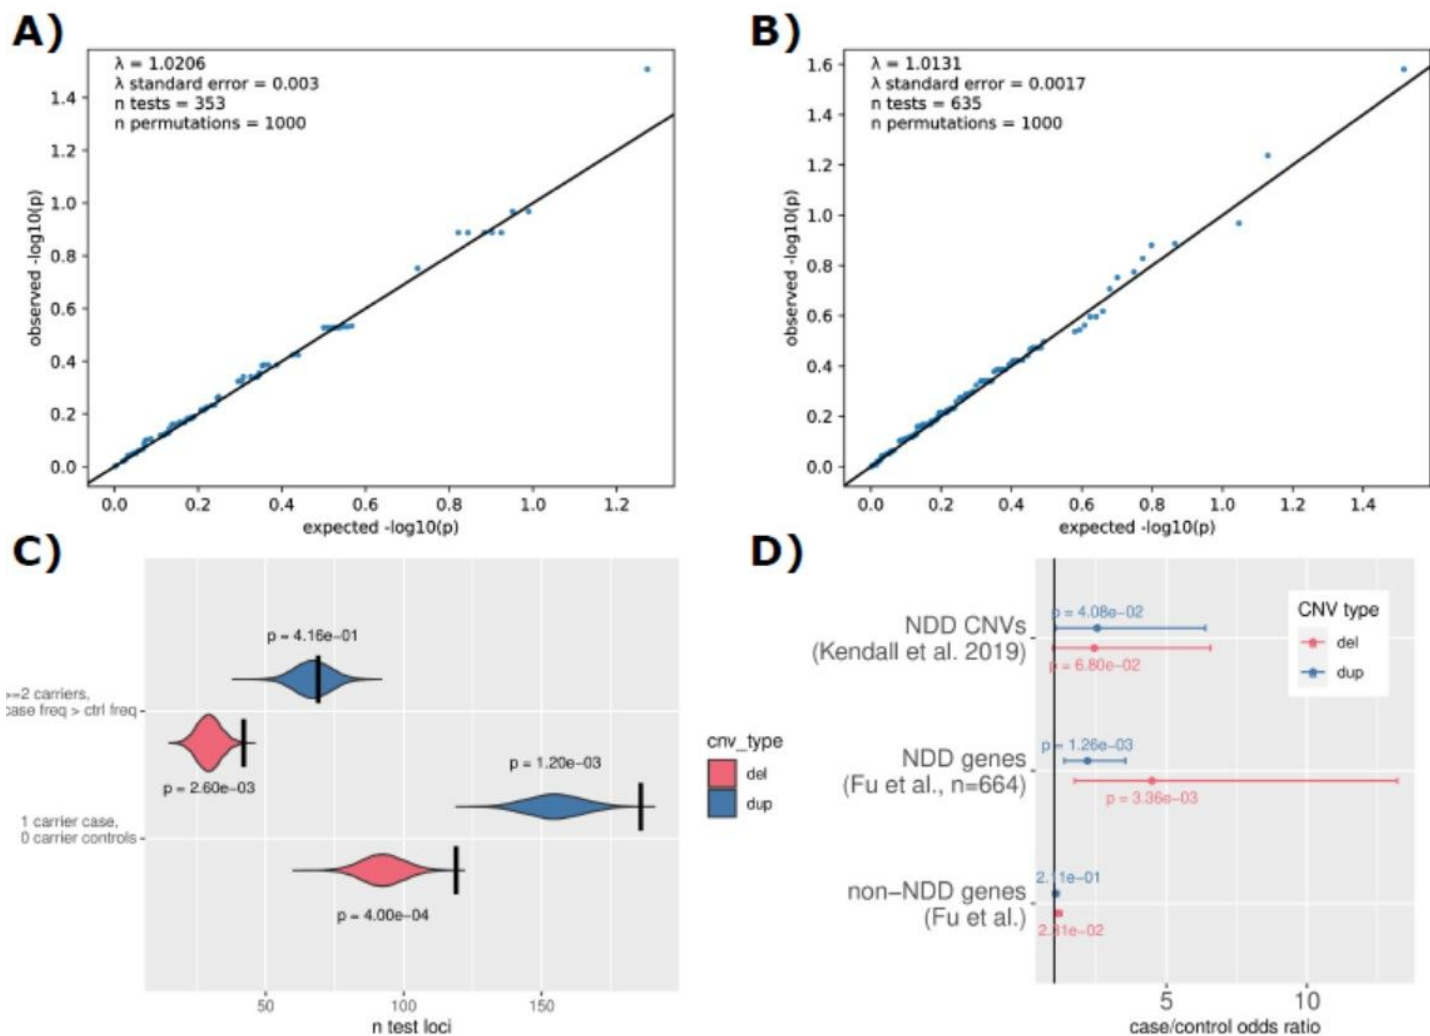 A)
λ = 1.0206
λ standard error = 0.003
n tests = 353
n permutations = 1000
observed -log10(p)
1.4
1.2
1.0
0.8
0.6
0.4
0.2
0.0
0.0 0.2 0.4 0.6 0.8 1.0 1.2
expected -log10(p)
B)
λ = 1.0131
λ standard error = 0.0017
n tests = 635
n permutations = 1000
observed -log10(p)
1.6
1.4
1.2
1.0
0.8
0.6
0.4
0.2
0.0
0.0 0.2 0.4 0.6 0.8 1.0 1.2 1.4
expected -log10(p)
C)
p = 4.16e−01
>=2 carriers,
case freq > ctrl freq
p = 2.60e−03
p = 1.20e−03
1 carrier case,
0 carrier controls
p = 4.00e−04
50 100 150
n test loci
cnv_type
del
dup
D)
NDD CNVs
(Kendall et al. 2019)
p = 4.08e−02
p = 6.80e−02
NDD genes
(Fu et al., n=664)
p = 1.26e−03
p = 3.36e−03
non−NDD genes
(Fu et al.)
CNV type
del
dup
5 10
case/control odds ratio